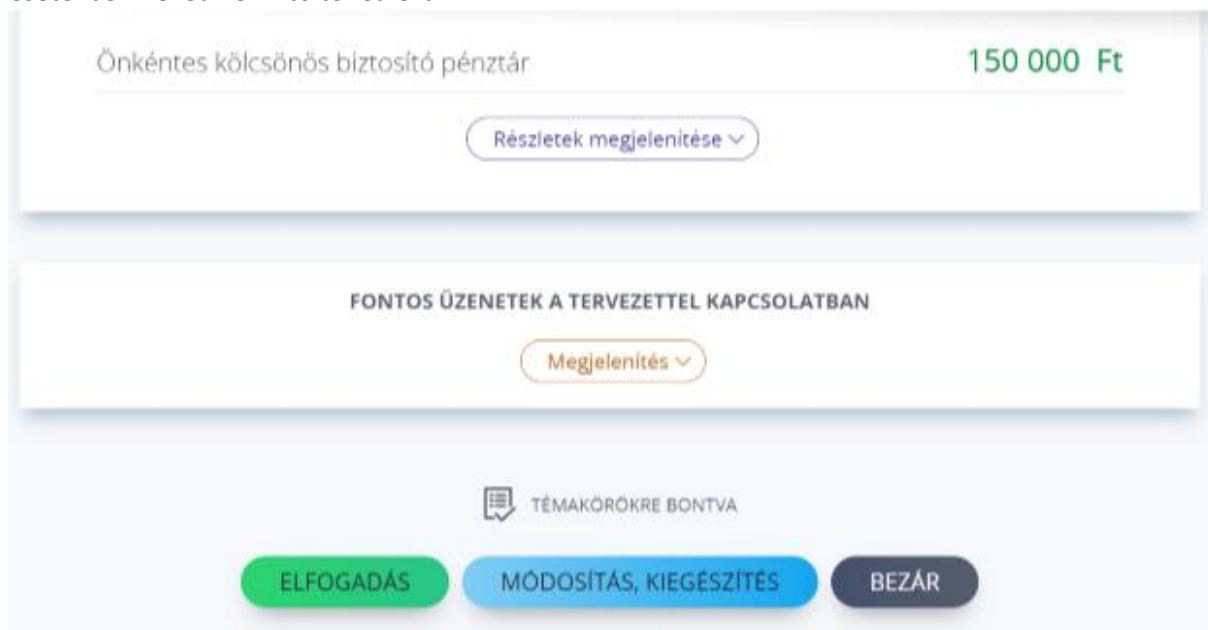 Önkéntes kölcsönös biztosító pénztár 150 000 Ft
Részletek megjelenítése
FONTOS ÜZENETEK A TERVEZETTEL KAPCSOLATBAN
Megjelenítés
TÉMAKÖRÖKRE BONTVA
ELFOGADÁS MÓDOSÍTÁS, KIEGÉSZÍTÉS BEZÁR